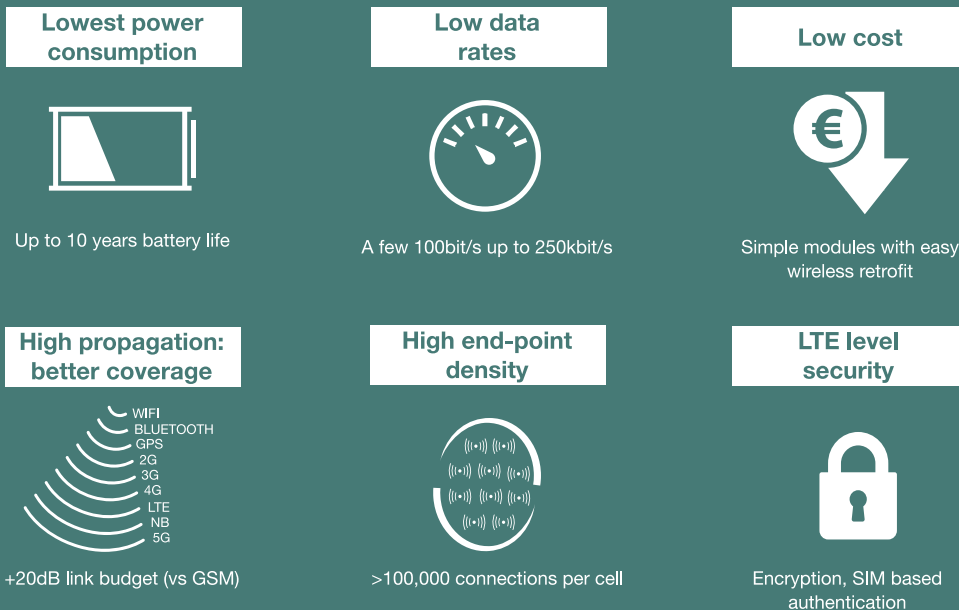 Lowest power
consumption
Up to 10 years battery life
Low data
rates
A few 100bit/s up to 250kbit/s
Low cost
€
Simple modules with easy
wireless retrofit
High propagation:
better coverage
WIFI
BLUETOOTH
GPS
2G
3G
4G
LTE
NB
5G
+20dB link budget (vs GSM)
High end-point
density
>100,000 connections per cell
LTE level
security
Encryption, SIM based
authentication